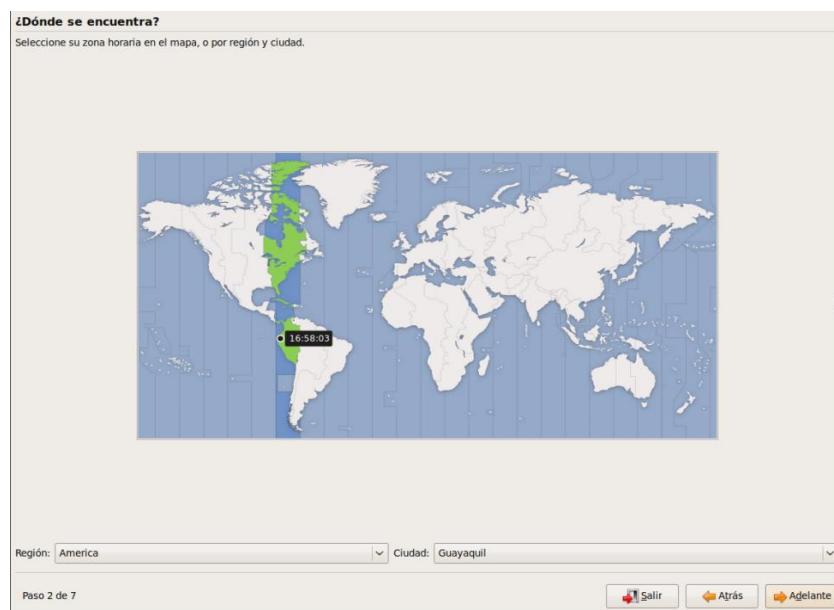 ¿Dónde se encuentra?
Seleccione su zona horaria en el mapa, o por región y ciudad.
16:58:03
Región: America Ciudad: Guayaquil
Paso 2 de 7 Salir Atrás Adelante